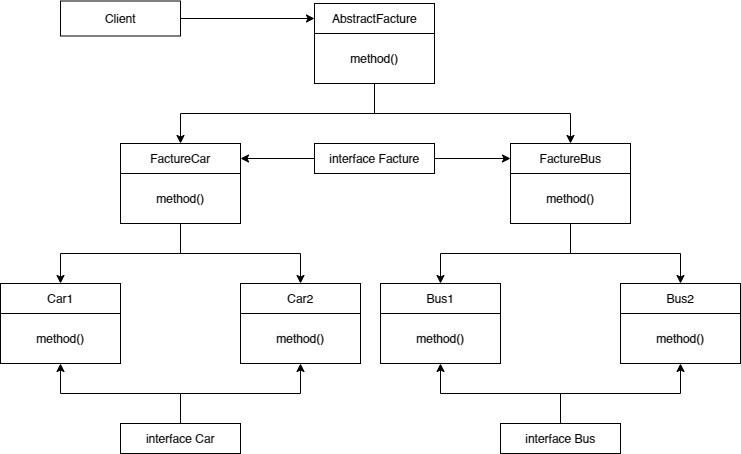 Client
AbstractFacture
method()
FactureCar
interface Facture
FactureBus
method()
method()
Car1
Car2
Bus1
Bus2
method()
method()
method()
method()
interface Car
interface Bus